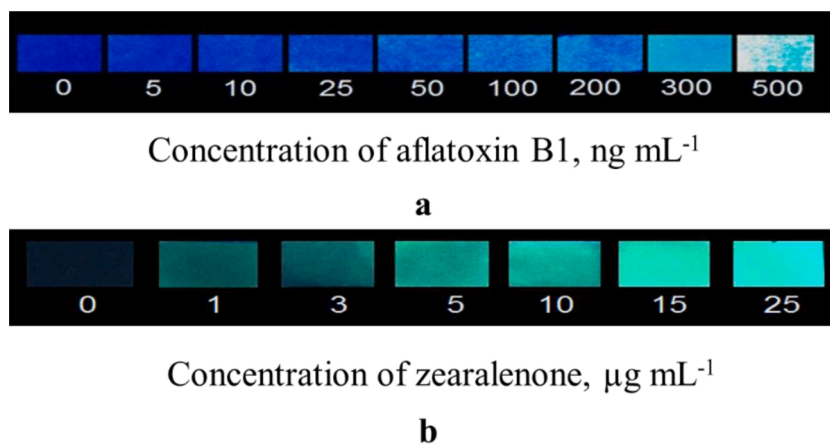 0 5 10 25 50 100 200 300 500
Concentration of aflatoxin B1, ng mL⁻¹
a
0 1 3 5 10 15 25
Concentration of zearalenone, µg mL⁻¹
b